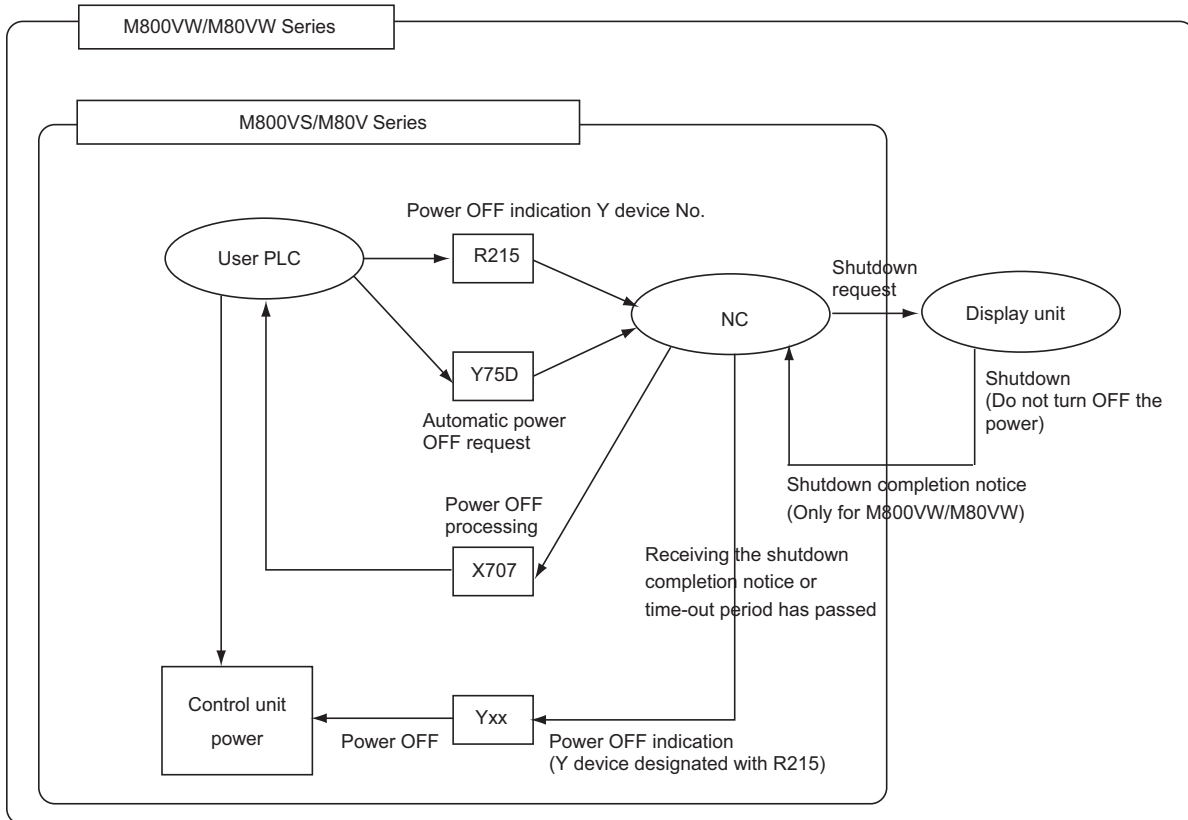 M800VW/M80VW Series
M800VS/M80V Series
Power OFF indication Y device No.
User PLC
R215
Shutdown
request
NC
Display unit
Y75D
Automatic power
OFF request
Shutdown
(Do not turn OFF the
power)
Shutdown completion notice
(Only for M800VW/M80VW)
Power OFF
processing
X707
Receiving the shutdown
completion notice or
time-out period has passed
Control unit
power
Power OFF
Yxx
Power OFF indication
(Y device designated with R215)